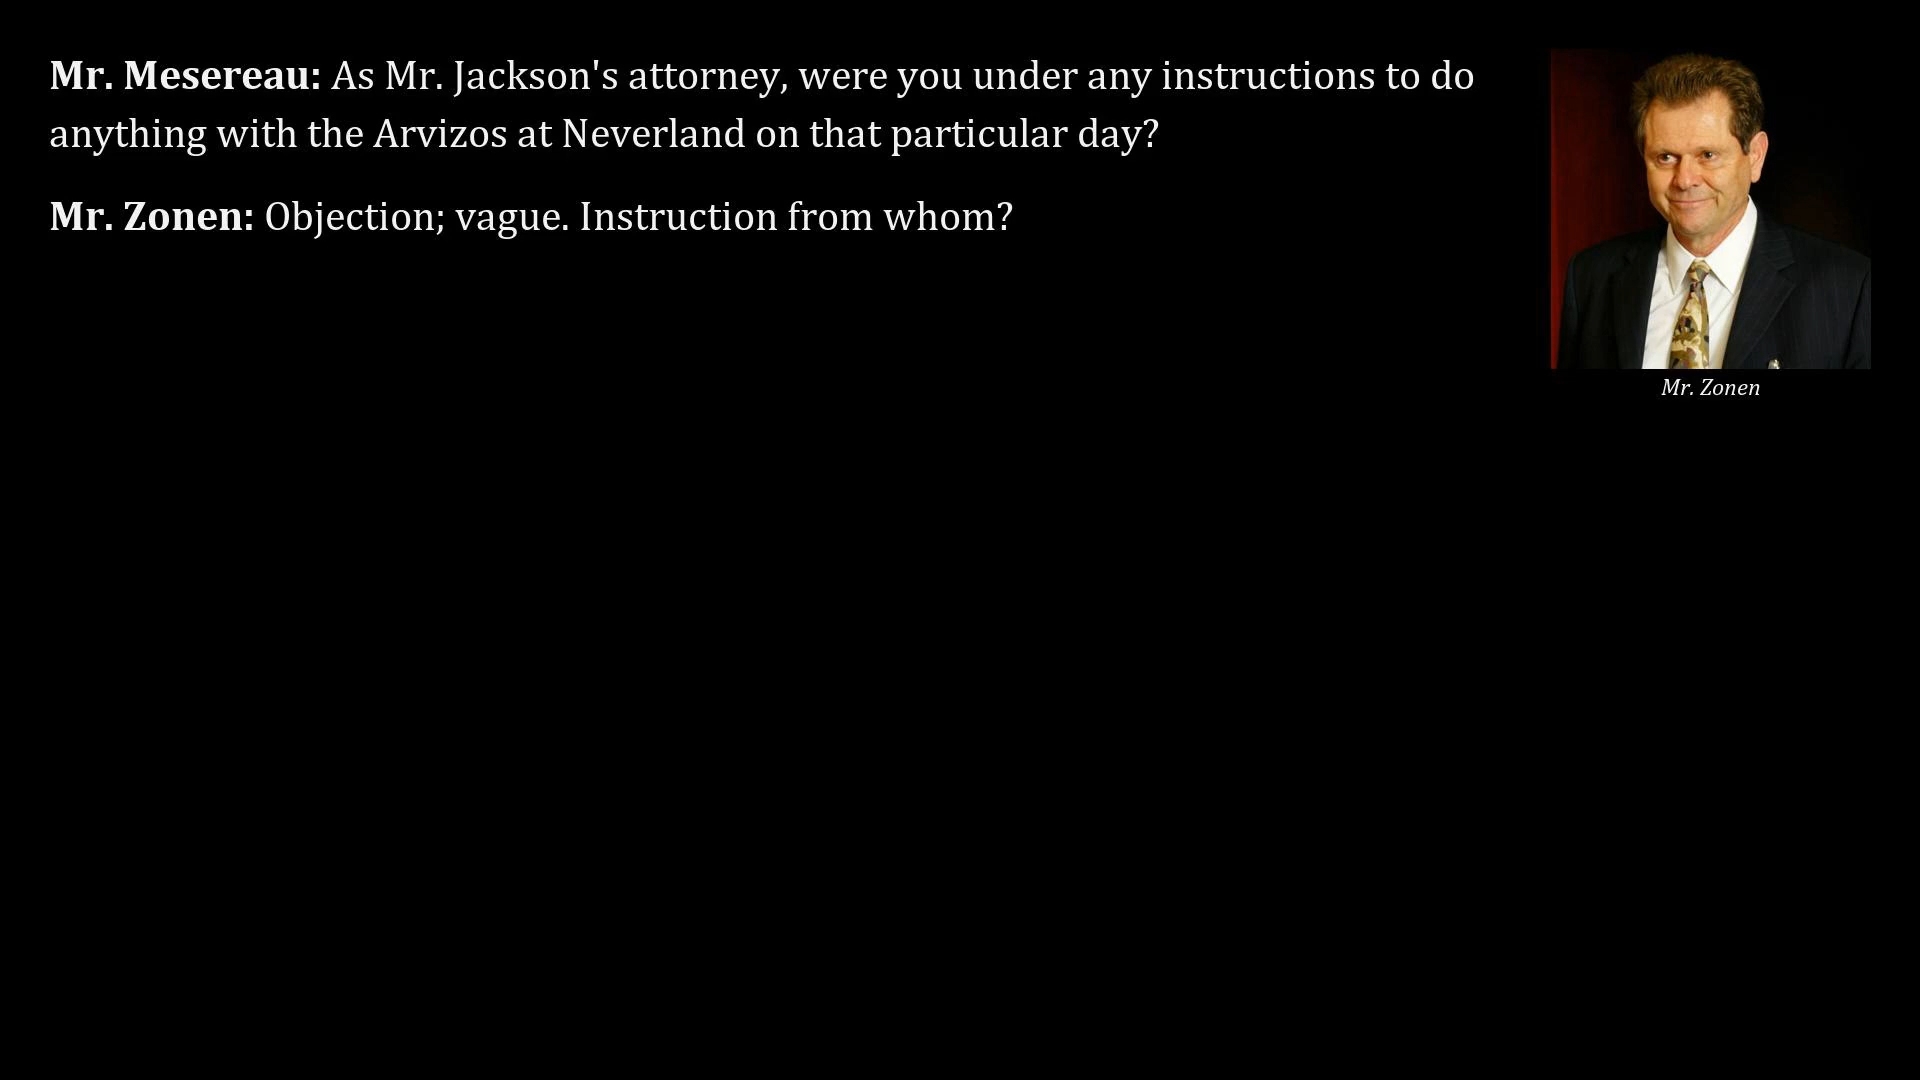 Mr. Mesereau: As Mr. Jackson's attorney, were you under any instructions to do
anything with the Arvizos at Neverland on that particular day?
Mr. Zonen: Objection; vague. Instruction from whom?
Mr. Zonen